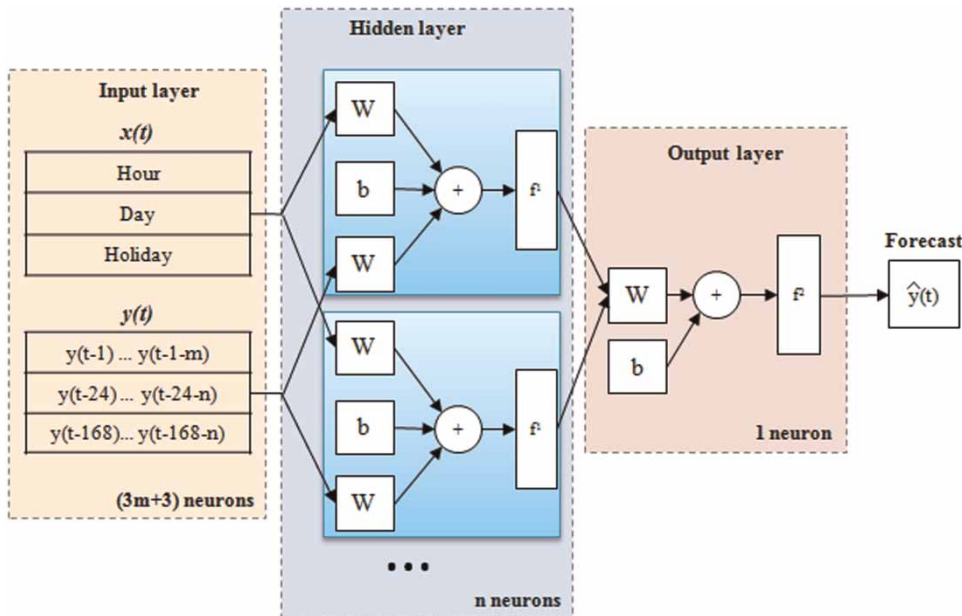 Input layer
x(t)
Hour
Day
Holiday
y(t)
y(t-1) ... y(t-1-m)
y(t-24) ... y(t-24-n)
y(t-168)... y(t-168-n)
(3m+3) neurons
Hidden layer
W
b
W
+
f¹
W
b
W
+
f¹
...
n neurons
Output layer
W
b
+
f²
1 neuron
Forecast
ŷ(t)